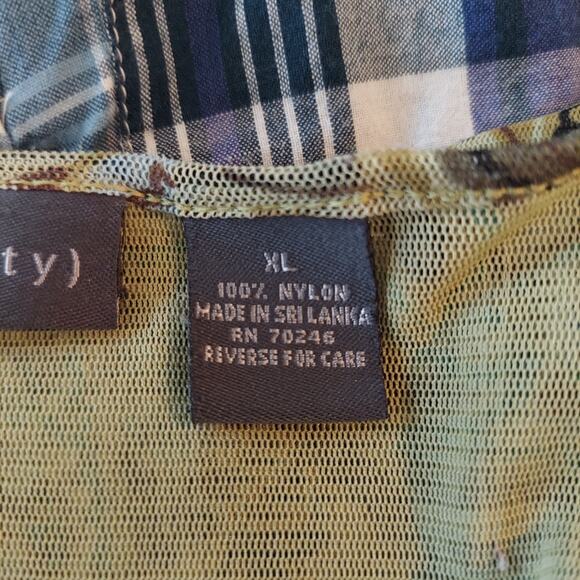 ty)
XL
100% NYLON
MADE IN SRI LANKA
RN 70246
REVERSE FOR CARE